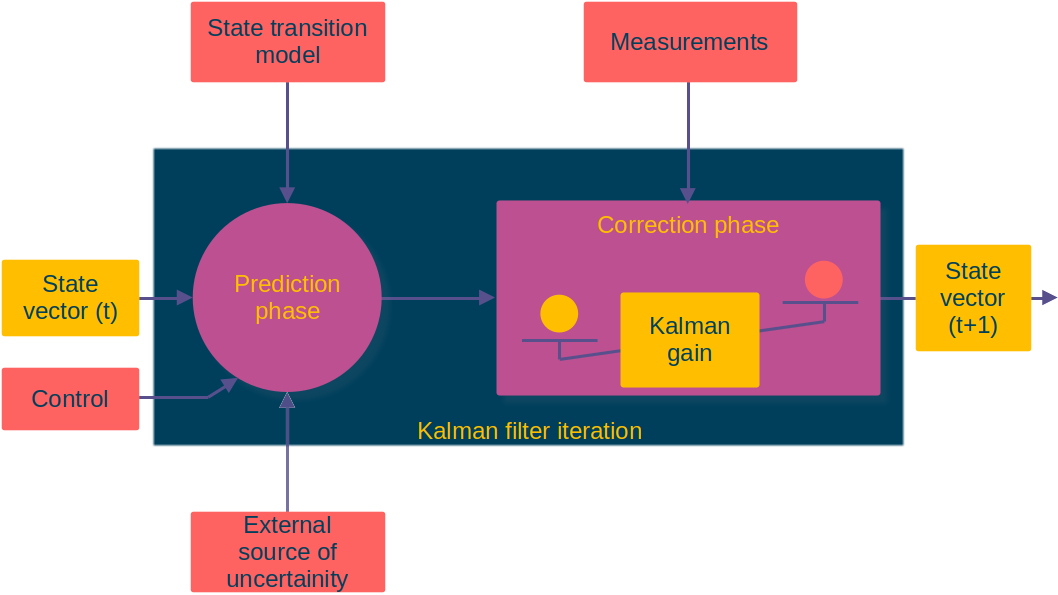 State transition
model
Measurements
Correction phase
State
vector (t)
Prediction
phase
State
vector
(t+1)
Kalman
gain
Control
Kalman filter iteration
External
source of
uncertainity